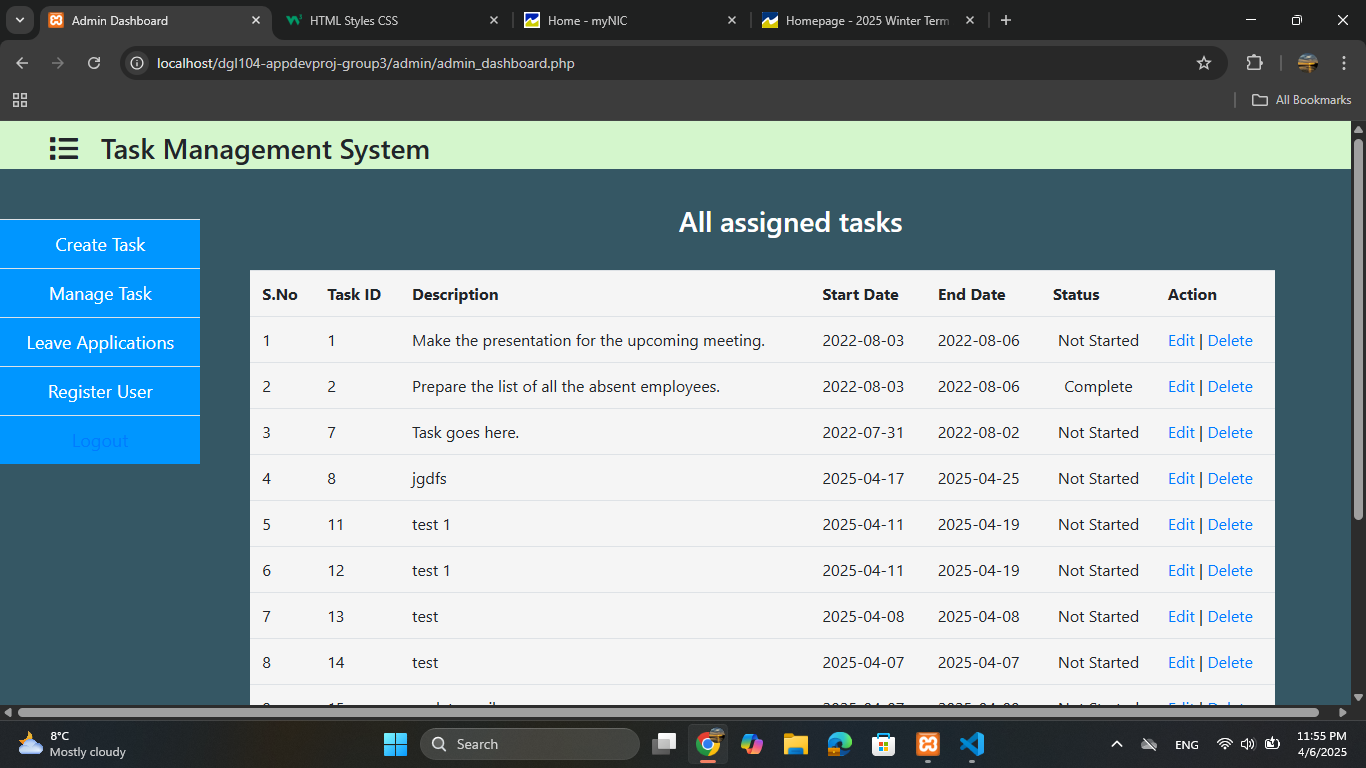 Admin Dashboard
HTML Styles CSS
Home - myNIC
Homepage - 2025 Winter Term
localhost/dgl104-appdevproj-group3/admin/admin_dashboard.php
All Bookmarks
Task Management System
Create Task
Manage Task
Leave Applications
Register User
Logout
All assigned tasks
S.No Task ID Description Start Date End Date Status Action
1 1 Make the presentation for the upcoming meeting. 2022-08-03 2022-08-06 Not Started Edit | Delete
2 2 Prepare the list of all the absent employees. 2022-08-03 2022-08-06 Complete Edit | Delete
3 7 Task goes here. 2022-07-31 2022-08-02 Not Started Edit | Delete
4 8 jgdfs 2025-04-17 2025-04-25 Not Started Edit | Delete
5 11 test 1 2025-04-11 2025-04-19 Not Started Edit | Delete
6 12 test 1 2025-04-11 2025-04-19 Not Started Edit | Delete
7 13 test 2025-04-08 2025-04-08 Not Started Edit | Delete
8 14 test 2025-04-07 2025-04-07 Not Started Edit | Delete
8°C
Mostly cloudy
Search
ENG
11:55 PM
4/6/2025